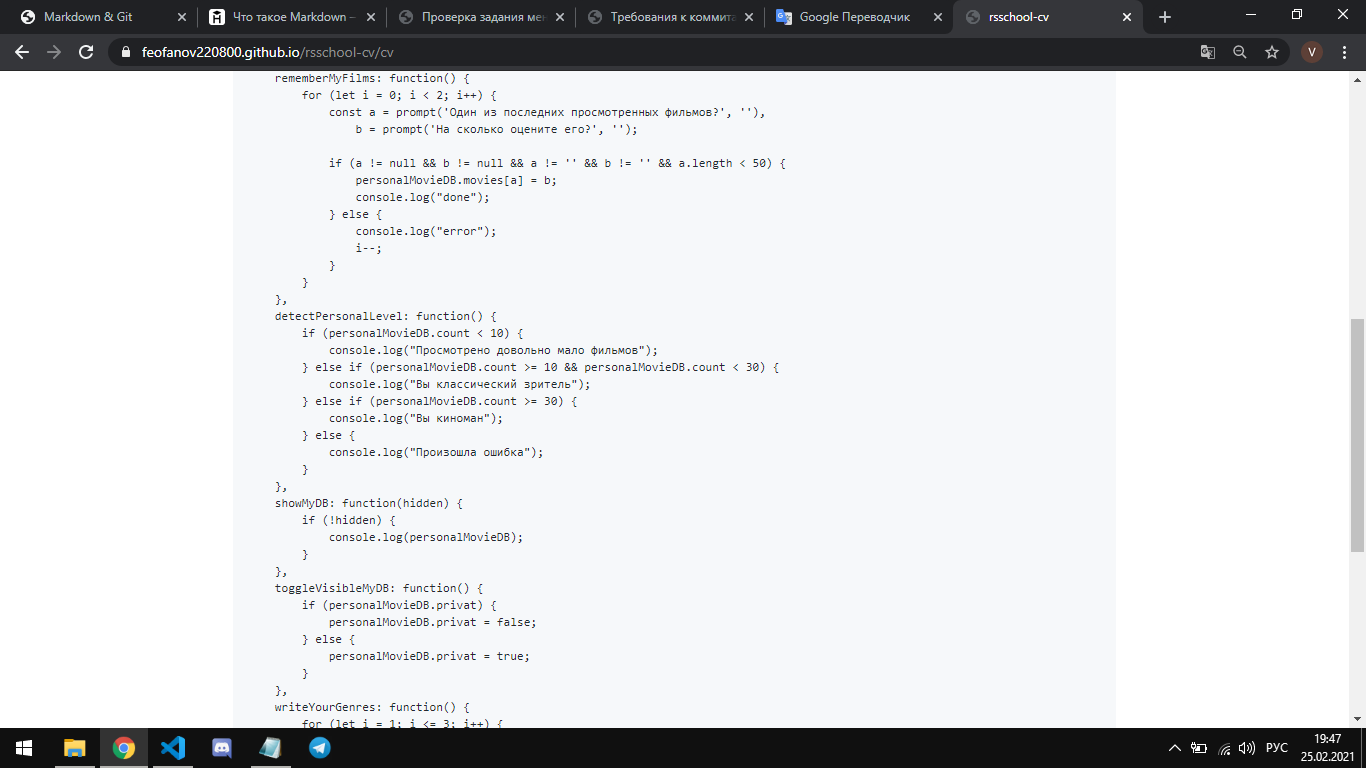 Markdown & Git
Что такое Markdown –
Проверка задания мен
Требования к коммита
Google Переводчик
rsschool-cv
feofanov220800.github.io/rsschool-cv/cv
V
rememberMyFilms: function() {
for (let i = 0; i < 2; i++) {
const a = prompt('Один из последних просмотренных фильмов?', ''),
b = prompt('На сколько оцените его?', '');
if (a != null && b != null && a != '' && b != '' && a.length < 50) {
personalMovieDB.movies[a] = b;
console.log("done");
} else {
console.log("error");
i--;
}
}
},
detectPersonalLevel: function() {
if (personalMovieDB.count < 10) {
console.log("Просмотрено довольно мало фильмов");
} else if (personalMovieDB.count >= 10 && personalMovieDB.count < 30) {
console.log("Вы классический зритель");
} else if (personalMovieDB.count >= 30) {
console.log("Вы киноман");
} else {
console.log("Произошла ошибка");
}
},
showMyDB: function(hidden) {
if (!hidden) {
console.log(personalMovieDB);
}
},
toggleVisibleMyDB: function() {
if (personalMovieDB.privat) {
personalMovieDB.privat = false;
} else {
personalMovieDB.privat = true;
}
},
writeYourGenres: function() {
for (let i = 1; i <= 3; i++) {
РУС
19:47
25.02.2021